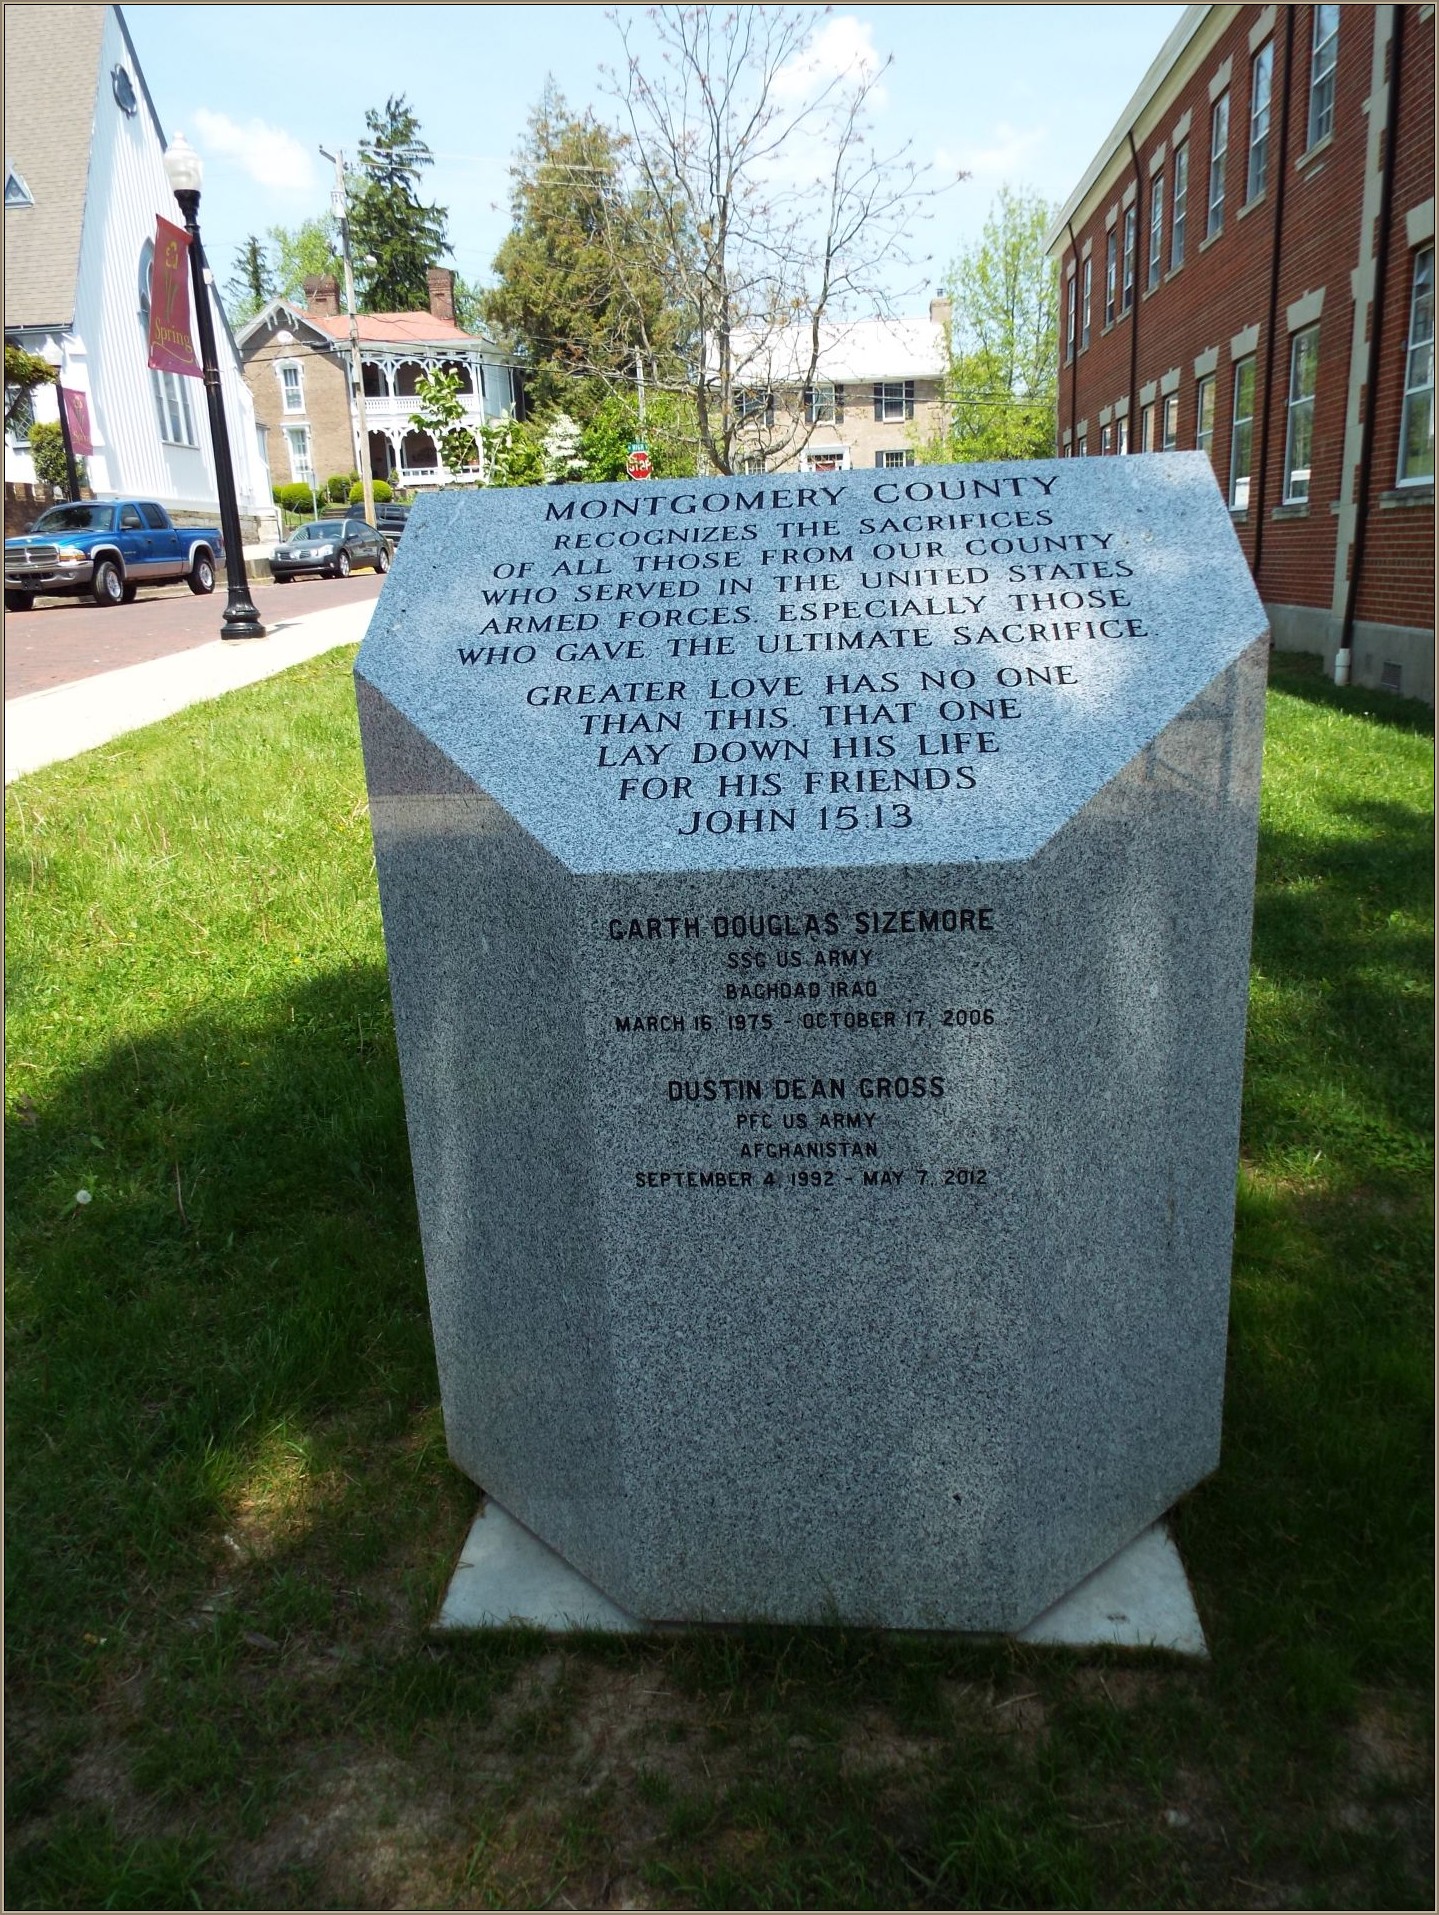 Spring
STOP
MONTGOMERY COUNTY
RECOGNIZES THE SACRIFICES
OF ALL THOSE FROM OUR COUNTY
WHO SERVED IN THE UNITED STATES
ARMED FORCES. ESPECIALLY THOSE
WHO GAVE THE ULTIMATE SACRIFICE.
GREATER LOVE HAS NO ONE
THAN THIS, THAT ONE
LAY DOWN HIS LIFE
FOR HIS FRIENDS
JOHN 15:13
GARTH DOUGLAS SIZEMORE
SSG US ARMY
BAGHDAD IRAQ
MARCH 16, 1975 - OCTOBER 17, 2006
DUSTIN DEAN GROSS
PFC US ARMY
AFGHANISTAN
SEPTEMBER 4, 1992 - MAY 7, 2012